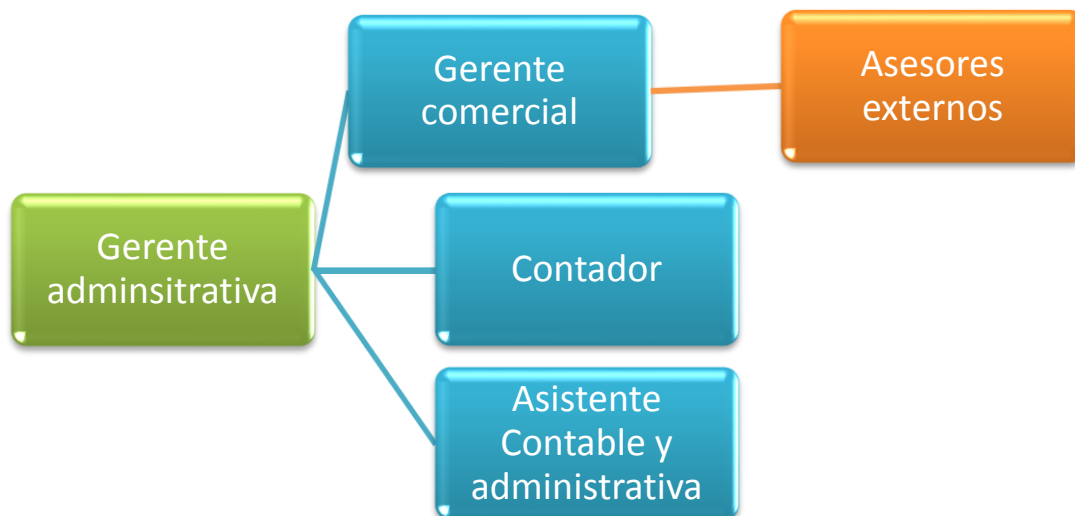 Gerente
comercial
Asesores
externos
Gerente
adminsitrativa
Contador
Asistente
Contable y
administrativa